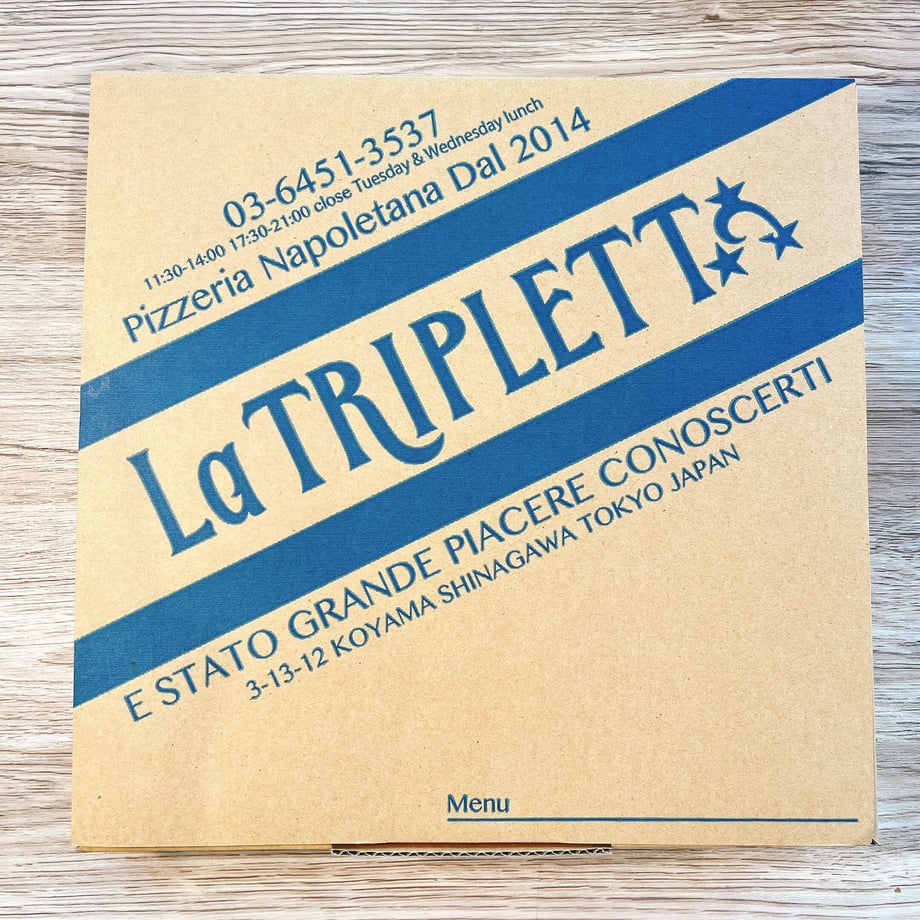 03-6451-3537
11:30-14:00 17:30-21:00 close Tuesday & Wednesday lunch
Pizzeria Napoletana Dal 2014
La TRIPLETTa
E STATO GRANDE PIACERE CONOSCERTI
3-13-12 KOYAMA SHINAGAWA TOKYO JAPAN
Menu